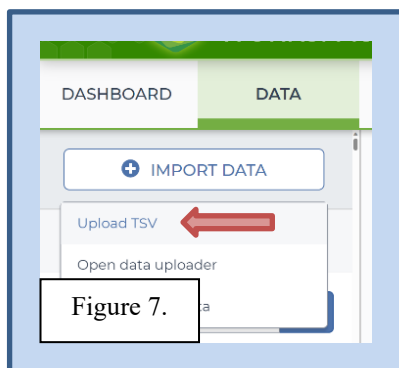 DASHBOARD DATA
IMPORT DATA
Upload TSV
Open data uploader
Figure 7.